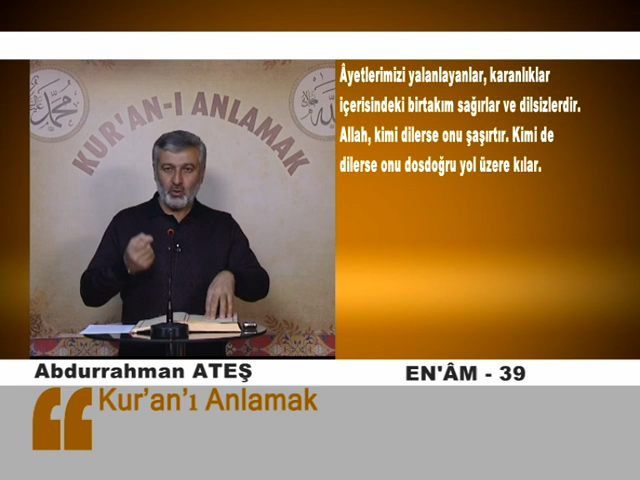 KUR'AN-I ANLAMAK
محمد
Âyetlerimizi yalanlayanlar, karanlıklar
içerisindeki birtakım sağırlar ve dilsizlerdir.
Allah, kimi dilerse onu şaşırtır. Kimi de
dilerse onu dosdoğru yol üzere kılar.
Abdurrahman ATEŞ
EN'ÂM - 39
Kur'an'ı Anlamak